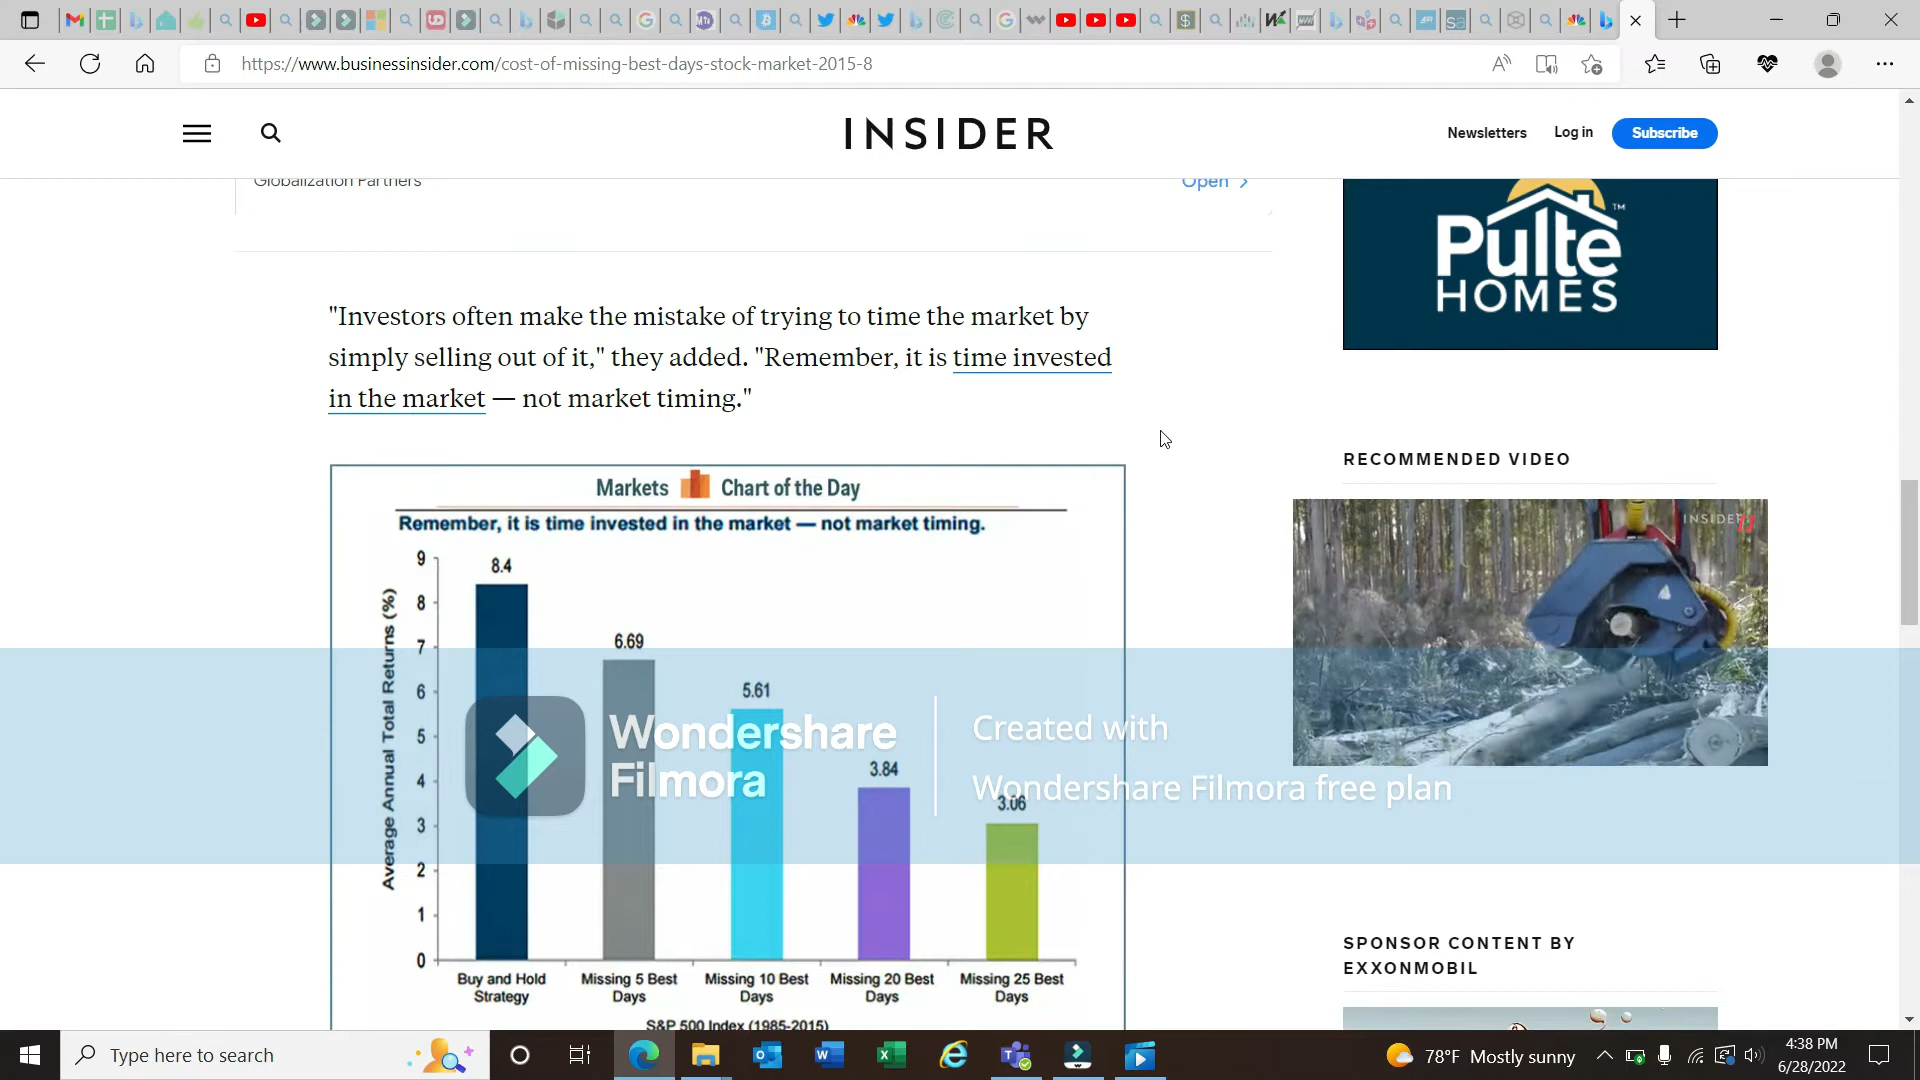 https://www.businessinsider.com/cost-of-missing-best-days-stock-market-2015-8
INSIDER
Newsletters
Log in
Subscribe
Globalization Partners
Open
Pulte
HOMES
TM
"Investors often make the mistake of trying to time the market by
simply selling out of it," they added. "Remember, it is time invested
in the market — not market timing."
RECOMMENDED VIDEO
INSIDER
Markets Chart of the Day
Remember, it is time invested in the market — not market timing.
Average Annual Total Returns (%)
9
8
7
6
5
4
3
2
1
0
8.4
6.69
5.61
3.84
3.06
Buy and Hold
Strategy
Missing 5 Best
Days
Missing 10 Best
Days
Missing 20 Best
Days
Missing 25 Best
Days
S&P 500 Index (1985-2015)
Wondershare
Filmora
Created with
Wondershare Filmora free plan
SPONSOR CONTENT BY
EXXONMOBIL
Type here to search
78°F Mostly sunny
4:38 PM
6/28/2022